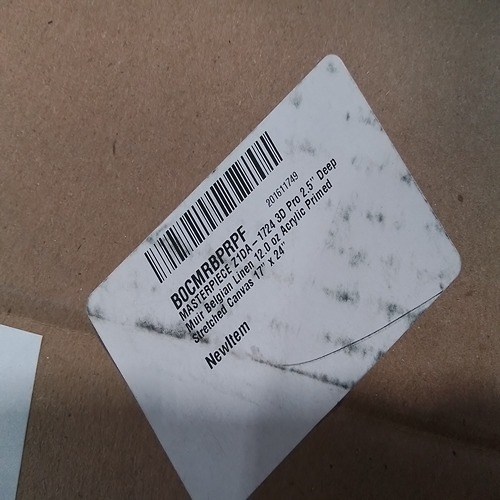 201611749
B0CMRBPRPF
MASTERPIECE Z1DA-1724 3D Pro 2.5" Deep
Muir Belgian Linen 12.0 oz Acrylic Primed
Stretched Canvas 17" x 24"
NewItem